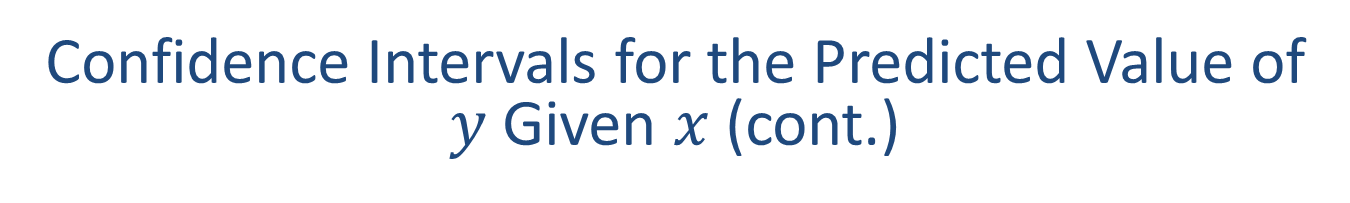 Confidence Intervals for the Predicted Value of
y Given x (cont.)